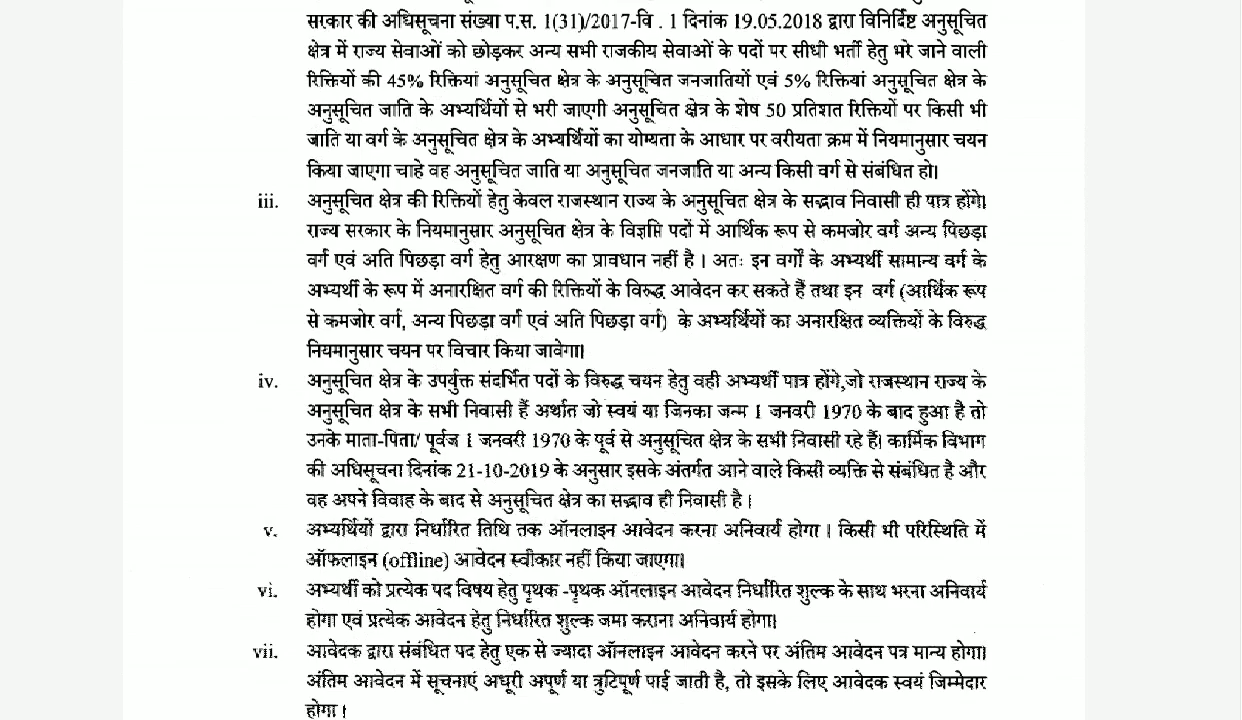 सरकार की अधिसूचना संख्या प.स. 1(31)/2017-वि . 1 दिनांक 19.05.2018 द्वारा विनिर्दिष्ट अनुसूचित
क्षेत्र में राज्य सेवाओं को छोड़कर अन्य सभी राजकीय सेवाओं के पदों पर सीधी भर्ती हेतु भरे जाने वाली
रिक्तियों की 45% रिक्तियां अनुसूचित क्षेत्र के अनुसूचित जनजातियों एवं 5% रिक्तियां अनुसूचित क्षेत्र के
अनुसूचित जाति के अभ्यर्थियों से भरी जाएगी अनुसूचित क्षेत्र के शेष 50 प्रतिशत रिक्तियों पर किसी भी
जाति या वर्ग के अनुसूचित क्षेत्र के अभ्यर्थियों का योग्यता के आधार पर वरीयता क्रम में नियमानुसार चयन
किया जाएगा चाहे वह अनुसूचित जाति या अनुसूचित जनजाति या अन्य किसी वर्ग से संबंधित हो।
iii. अनुसूचित क्षेत्र की रिक्तियों हेतु केवल राजस्थान राज्य के अनुसूचित क्षेत्र के सद्भाव निवासी ही पात्र होंगे।
राज्य सरकार के नियमानुसार अनुसूचित क्षेत्र के विज्ञप्ति पदों में आर्थिक रूप से कमजोर वर्ग अन्य पिछड़ा
वर्ग एवं अति पिछड़ा वर्ग हेतु आरक्षण का प्रावधान नहीं है । अतः इन वर्गों के अभ्यर्थी सामान्य वर्ग के
अभ्यर्थी के रूप में अनारक्षित वर्ग की रिक्तियों के विरुद्ध आवेदन कर सकते हैं तथा इन वर्ग (आर्थिक रूप
से कमजोर वर्ग, अन्य पिछड़ा वर्ग एवं अति पिछड़ा वर्ग) के अभ्यर्थियों का अनारक्षित व्यक्तियों के विरुद्ध
नियमानुसार चयन पर विचार किया जावेगा।
iv. अनुसूचित क्षेत्र के उपर्युक्त संदर्भित पदों के विरुद्ध चयन हेतु वही अभ्यर्थी पात्र होंगे,जो राजस्थान राज्य के
अनुसूचित क्षेत्र के सभी निवासी हैं अर्थात जो स्वयं या जिनका जन्म 1 जनवरी 1970 के बाद हुआ है तो
उनके माता-पिता/ पूर्वज 1 जनवरी 1970 के पूर्व से अनुसूचित क्षेत्र के सभी निवासी रहे हैं। कार्मिक विभाग
की अधिसूचना दिनांक 21-10-2019 के अनुसार इसके अंतर्गत आने वाले किसी व्यक्ति से संबंधित है और
वह अपने विवाह के बाद से अनुसूचित क्षेत्र का सद्भाव ही निवासी है ।
v. अभ्यर्थियों द्वारा निर्धारित तिथि तक ऑनलाइन आवेदन करना अनिवार्य होगा । किसी भी परिस्थिति में
ऑफलाइन (offline) आवेदन स्वीकार नहीं किया जाएगा।
vi. अभ्यर्थी को प्रत्येक पद विषय हेतु पृथक -पृथक ऑनलाइन आवेदन निर्धारित शुल्क के साथ भरना अनिवार्य
होगा एवं प्रत्येक आवेदन हेतु निर्धारित शुल्क जमा कराना अनिवार्य होगा।
vii. आवेदक द्वारा संबंधित पद हेतु एक से ज्यादा ऑनलाइन आवेदन करने पर अंतिम आवेदन पत्र मान्य होगा।
अंतिम आवेदन में सूचनाएं अधूरी अपूर्ण या त्रुटिपूर्ण पाई जाती है, तो इसके लिए आवेदक स्वयं जिम्मेदार
होगा ।